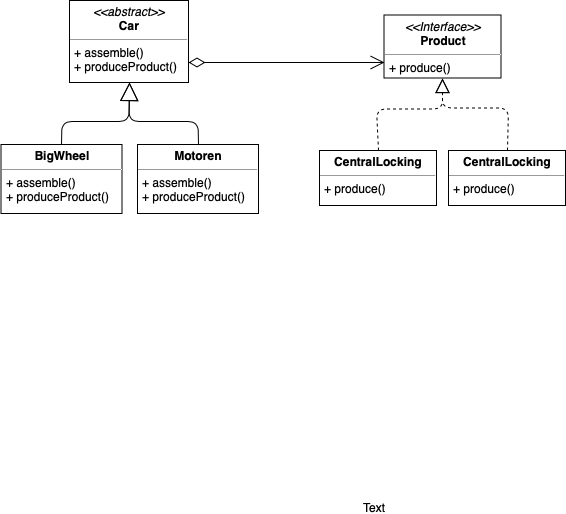 <<abstract>>
Car
+ assemble()
+ produceProduct()
<<Interface>>
Product
+ produce()
BigWheel
+ assemble()
+ produceProduct()
Motoren
+ assemble()
+ produceProduct()
CentralLocking
+ produce()
CentralLocking
+ produce()
Text